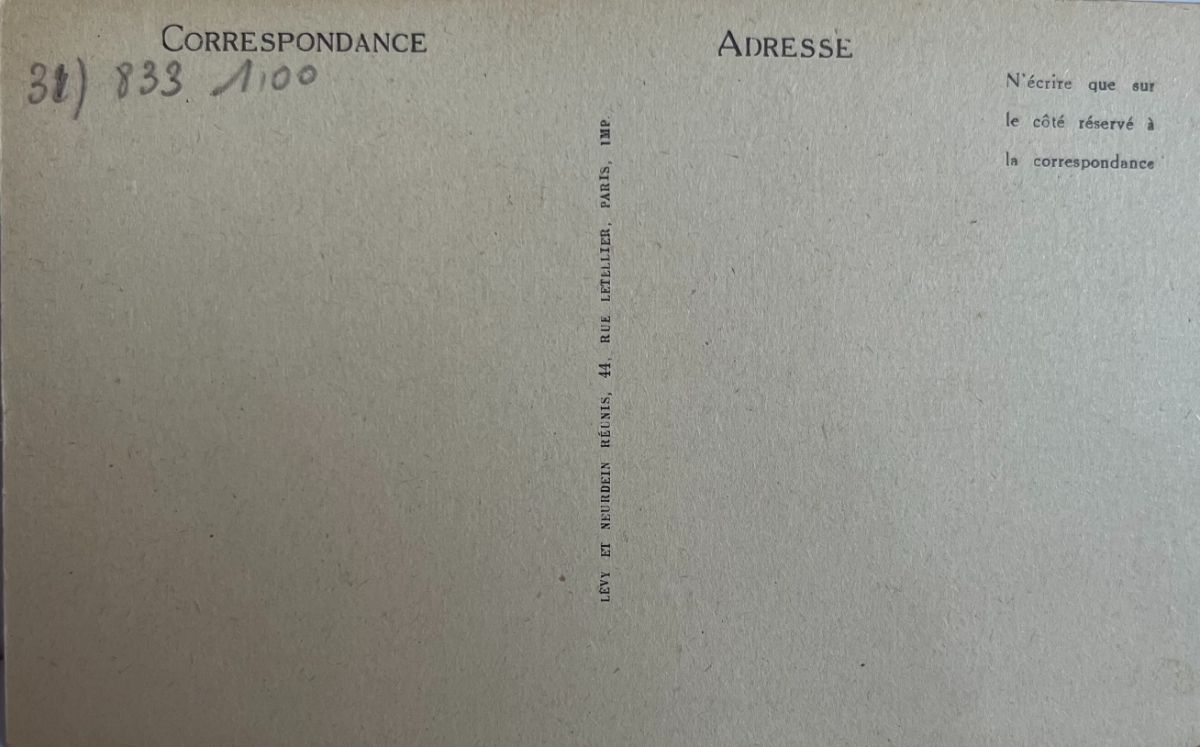 CORRESPONDANCE
833 1,00
LÉVY ET NEURDEIN RÉUNIS, 44, RUE LETELLIER, PARIS, IMP.
ADRESSE
N'écrire que sur
le côté réservé à
la correspondance